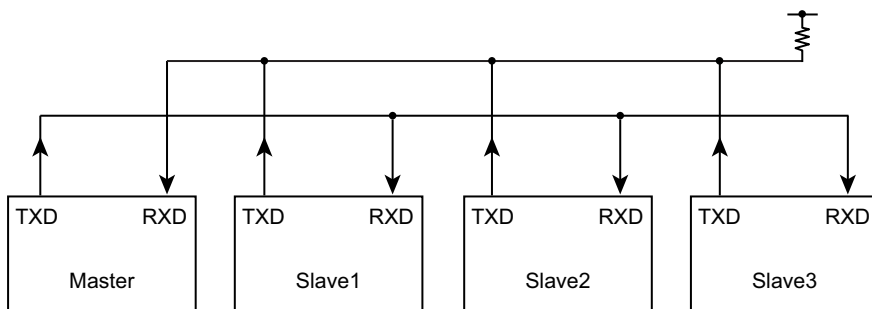 TXD RXD TXD RXD TXD RXD TXD RXD
Master Slave1 Slave2 Slave3